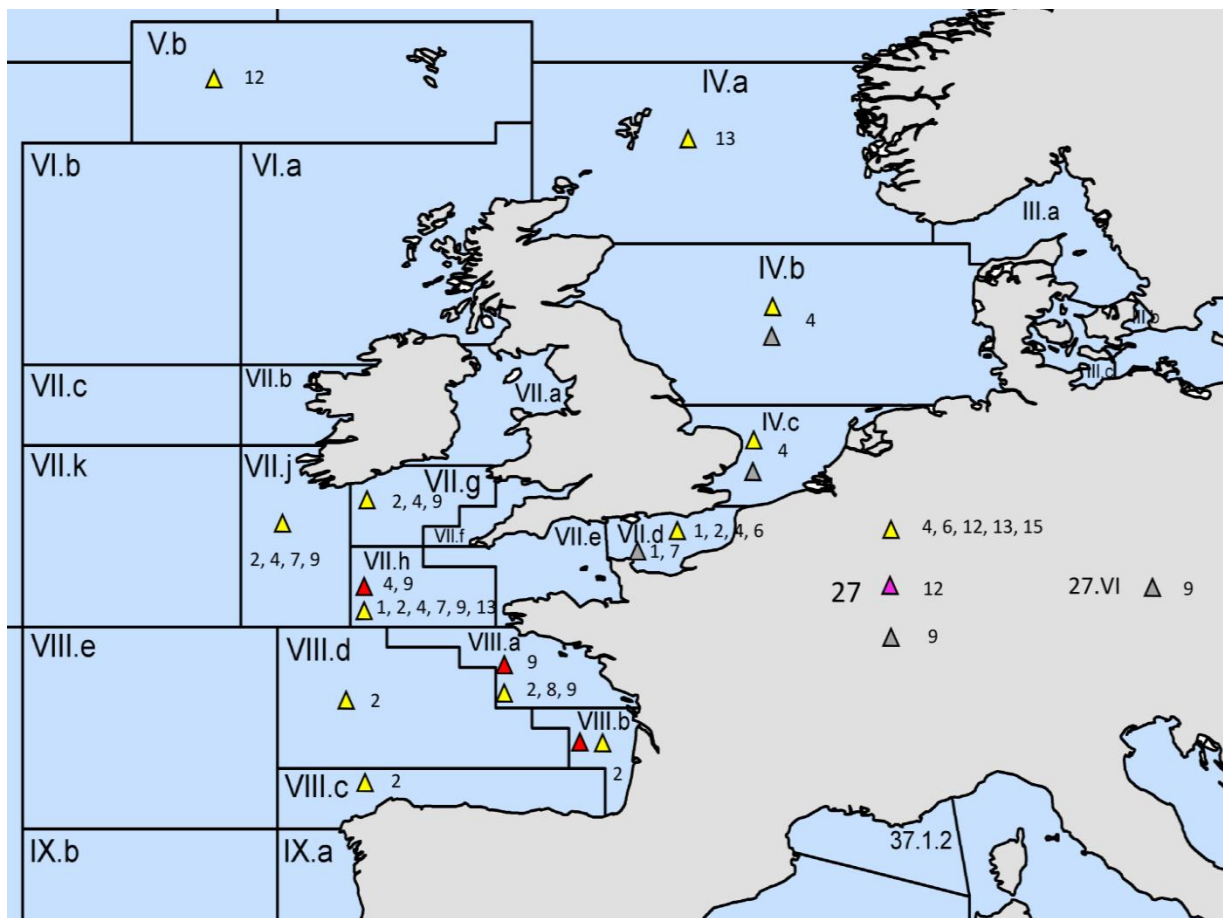 V.b
12
IV.a
13
VI.b
VI.a
III.a
IV.b
4
III.b
III.c
VII.c
VII.b
VII.a
IV.c
4
VII.k
VII.j
VII.g
2, 4, 9
VII.f
VII.e
VII.d
1, 2, 4, 6
1, 7
2, 4, 7, 9
VII.h
4, 9
1, 2, 4, 7, 9, 13
4, 6, 12, 13, 15
27
12
27.VI
9
9
VIII.e
VIII.d
2
VIII.a
9
2, 8, 9
VIII.b
2
VIII.c
2
IX.b
IX.a
37.1.2